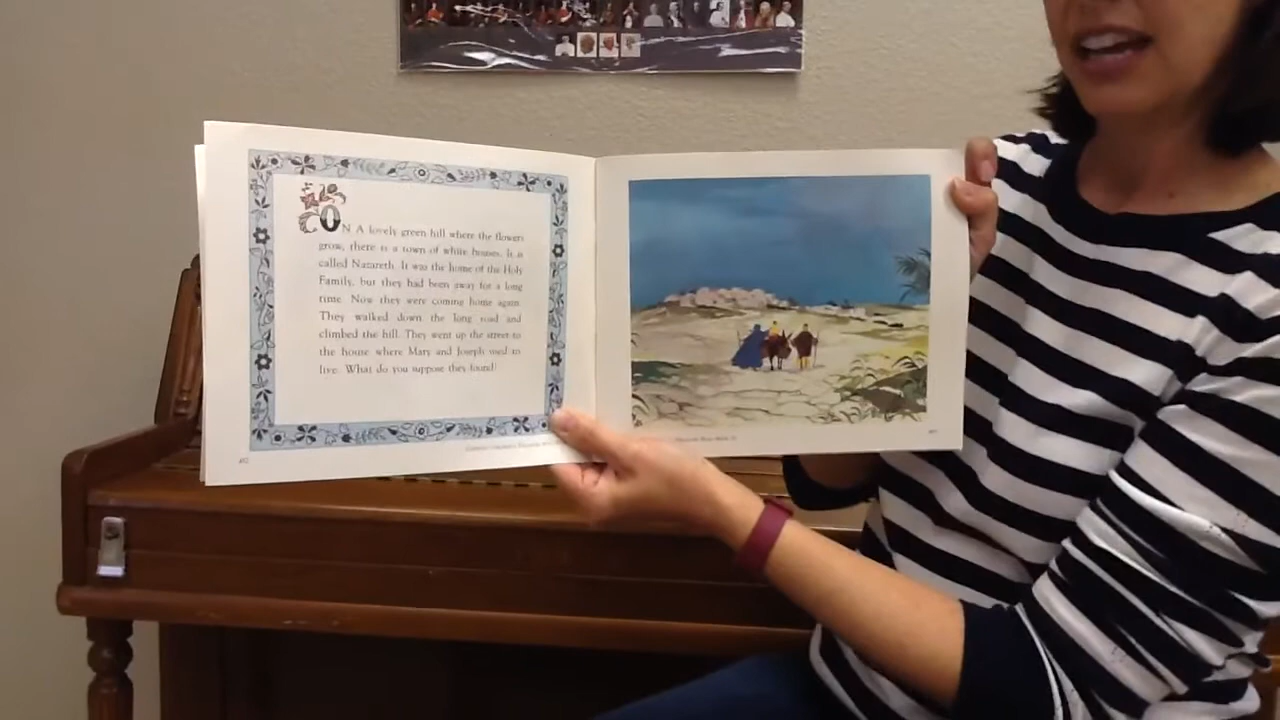 ON A lovely green hill where the flowers
grow, there is a town of white houses. It is
called Nazareth. It was the home of the Holy
Family, but they had been away for a long
time. Now they were coming home again.
They walked down the long road and
climbed the hill. They went up the street to
the house where Mary and Joseph used to
live. What do you suppose they found?